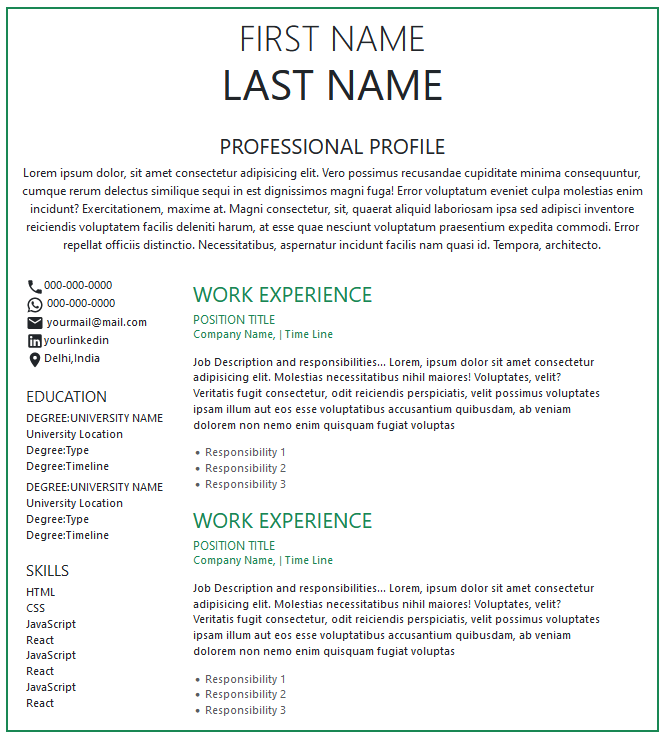 FIRST NAME
LAST NAME
PROFESSIONAL PROFILE
Lorem ipsum dolor, sit amet consectetur adipisicing elit. Vero possimus recusandae cupiditate minima consequuntur,
cumque rerum delectus similique sequi in est dignissimos magni fuga! Error voluptatum eveniet culpa molestias enim
incidunt? Exercitationem, maxime at. Magni consectetur, sit, quaerat aliquid laboriosam ipsa sed adipisci inventore
reiciendis voluptatem facilis deleniti harum, at esse quae nesciunt voluptatum praesentium expedita commodi. Error
repellat officiis distinctio. Necessitatibus, aspernatur incidunt facilis nam quasi id. Tempora, architecto.
000-000-0000
000-000-0000
yourmail@mail.com
yourlinkedin
Delhi,India
EDUCATION
DEGREE:UNIVERSITY NAME
University Location
Degree:Type
Degree:Timeline
DEGREE:UNIVERSITY NAME
University Location
Degree:Type
Degree:Timeline
SKILLS
HTML
CSS
JavaScript
React
JavaScript
React
JavaScript
React
WORK EXPERIENCE
POSITION TITLE
Company Name, | Time Line
Job Description and responsibilities... Lorem, ipsum dolor sit amet consectetur
adipisicing elit. Molestias necessitatibus nihil maiores! Voluptates, velit?
Veritatis fugit consectetur, odit reiciendis perspiciatis, velit possimus voluptates
ipsam illum aut eos esse voluptatibus accusantium quibusdam, ab veniam
dolorem non nemo enim quisquam fugiat voluptas
• Responsibility 1
• Responsibility 2
• Responsibility 3
WORK EXPERIENCE
POSITION TITLE
Company Name, | Time Line
Job Description and responsibilities... Lorem, ipsum dolor sit amet consectetur
adipisicing elit. Molestias necessitatibus nihil maiores! Voluptates, velit?
Veritatis fugit consectetur, odit reiciendis perspiciatis, velit possimus voluptates
ipsam illum aut eos esse voluptatibus accusantium quibusdam, ab veniam
dolorem non nemo enim quisquam fugiat voluptas
• Responsibility 1
• Responsibility 2
• Responsibility 3